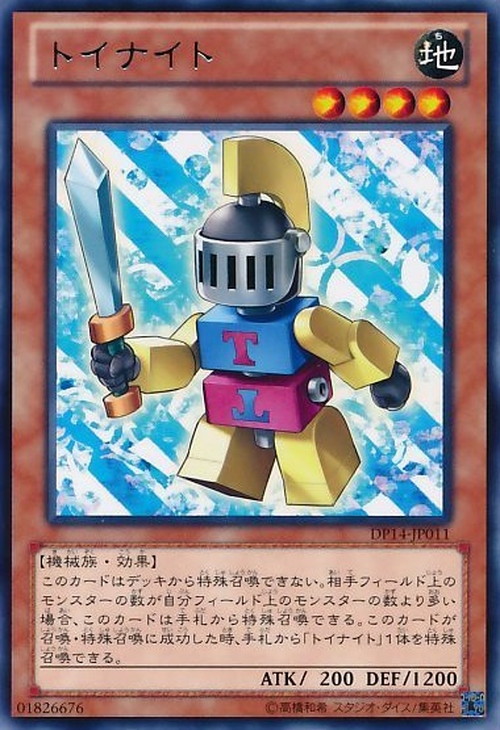 トイナイト
地
T
T
DP14-JP011
【機械族・効果】
このカードはデッキから特殊召喚できない。相手フィールド上の
モンスターの数が自分フィールド上のモンスターの数より多い
場合、このカードは手札から特殊召喚できる。このカードが
召喚・特殊召喚に成功した時、手札から「トイナイト」1体を特殊
召喚できる。
ATK/ 200 DEF/1200
01826676
©高橋和希 スタジオ・ダイス/集英社